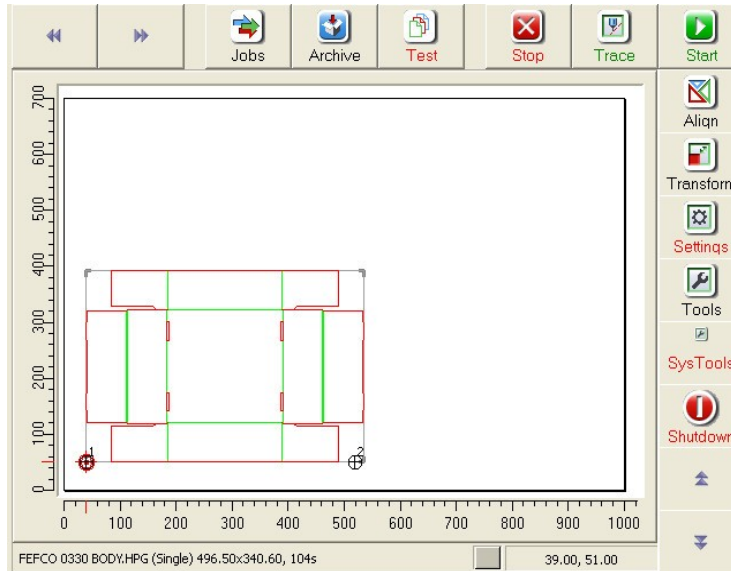 Jobs Archive Test Stop Trace Start
Align
Transform
Settings
Tools
SysTools
Shutdown
700
600
500
400
300
200
100
0
1 2
0 100 200 300 400 500 600 700 800 900 1000
FEFCO 0330 BODY.HPG (Single) 496.50x340.60, 104s 39.00, 51.00